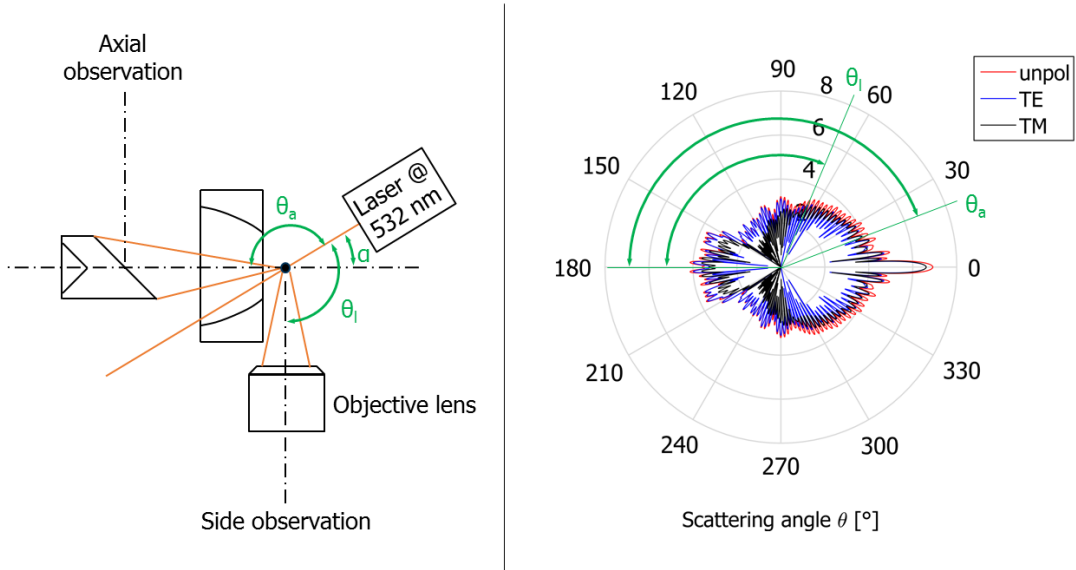 Axial
observation
Laser @
532 nm
θa
α
θl
Objective lens
Side observation
unpol
TE
TM
90
8
θl
60
120
6
4
150
30
θa
180
0
210
330
240
300
270
Scattering angle θ [°]